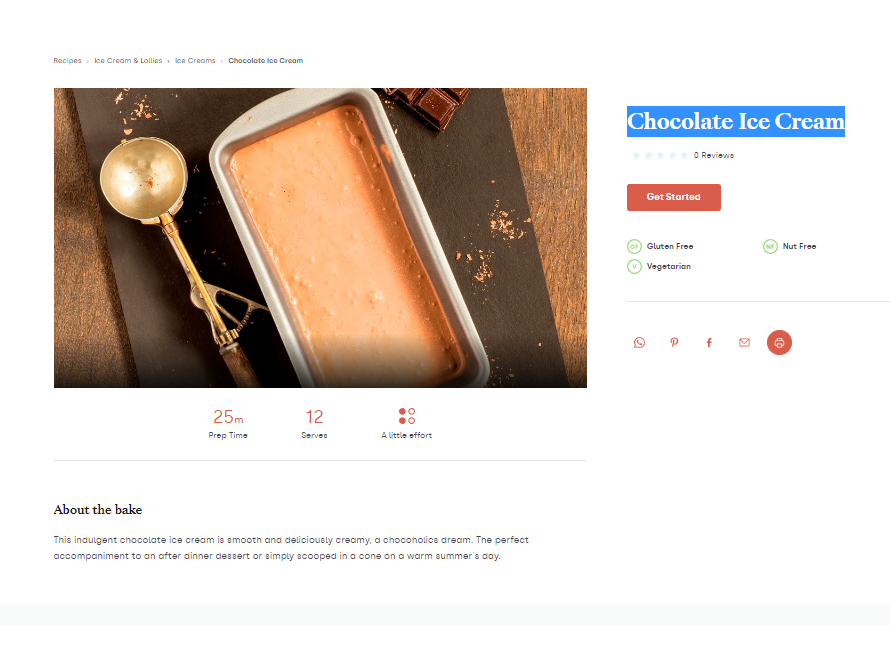 Recipes › Ice Cream & Lollies › Ice Creams › Chocolate Ice Cream
Chocolate Ice Cream
0 Reviews
Get Started
GF Gluten Free
NF Nut Free
V Vegetarian
25m
Prep Time
12
Serves
A little effort
About the bake
This indulgent chocolate ice cream is smooth and deliciously creamy, a chocoholics dream. The perfect
accompaniment to an after dinner dessert or simply scooped in a cone on a warm summer's day.